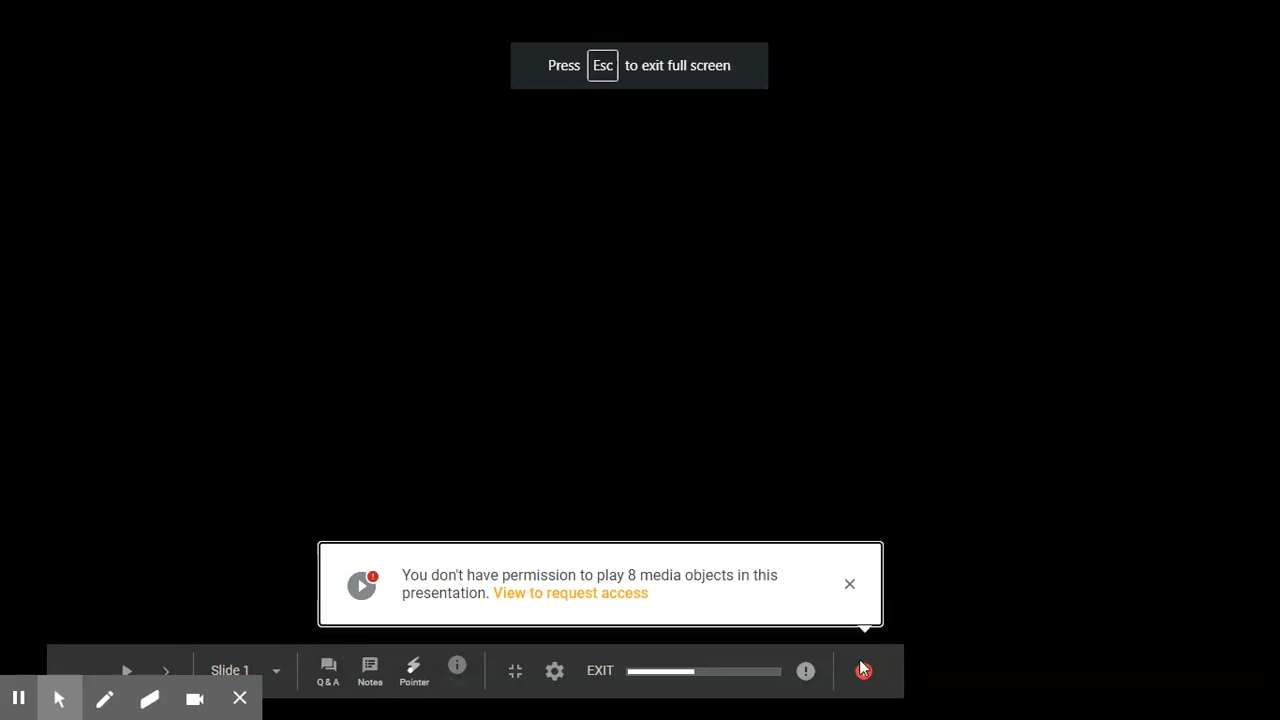 Press Esc to exit full screen
You don't have permission to play 8 media objects in this
presentation. View to request access
Slide 1
Q & A
Notes
Pointer
EXIT